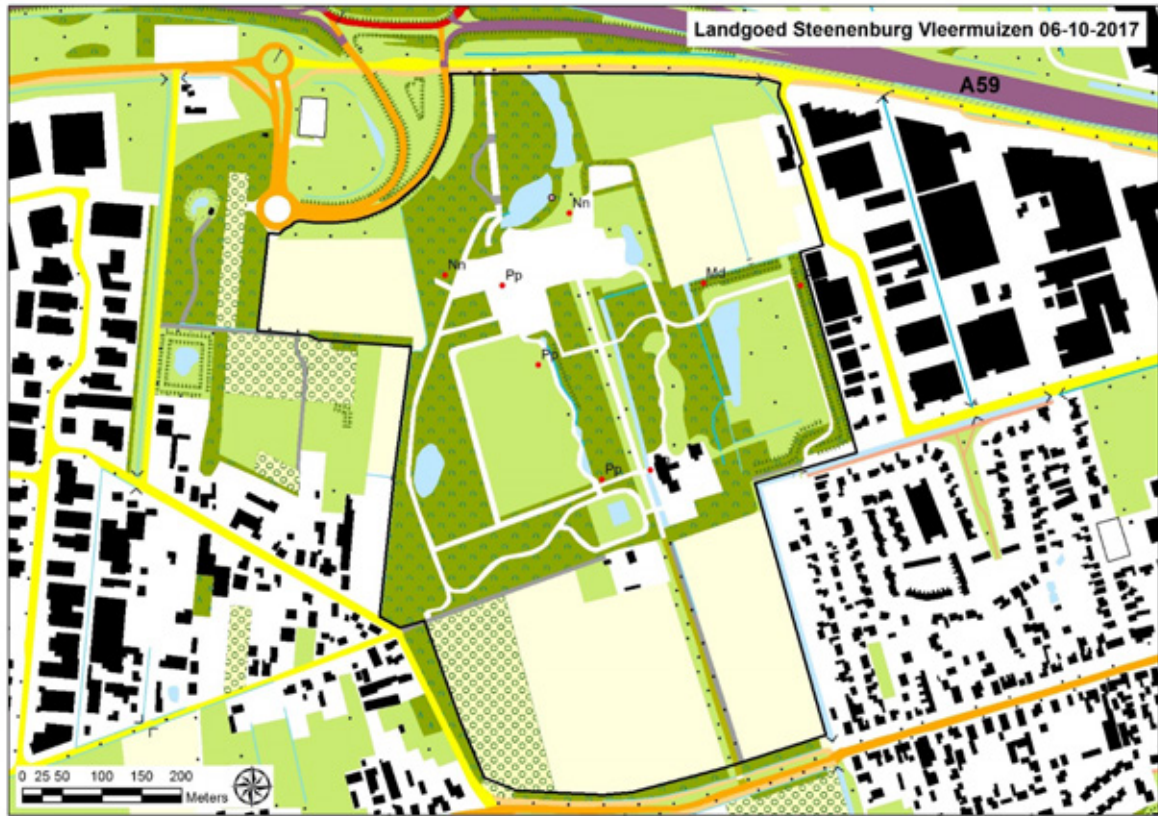 Landgoed Steenenburg Vleermuizen 06-10-2017
A59
Nn
Nn
Pp
Md
Pp
Pp
0 25 50 100 150 200
Meters